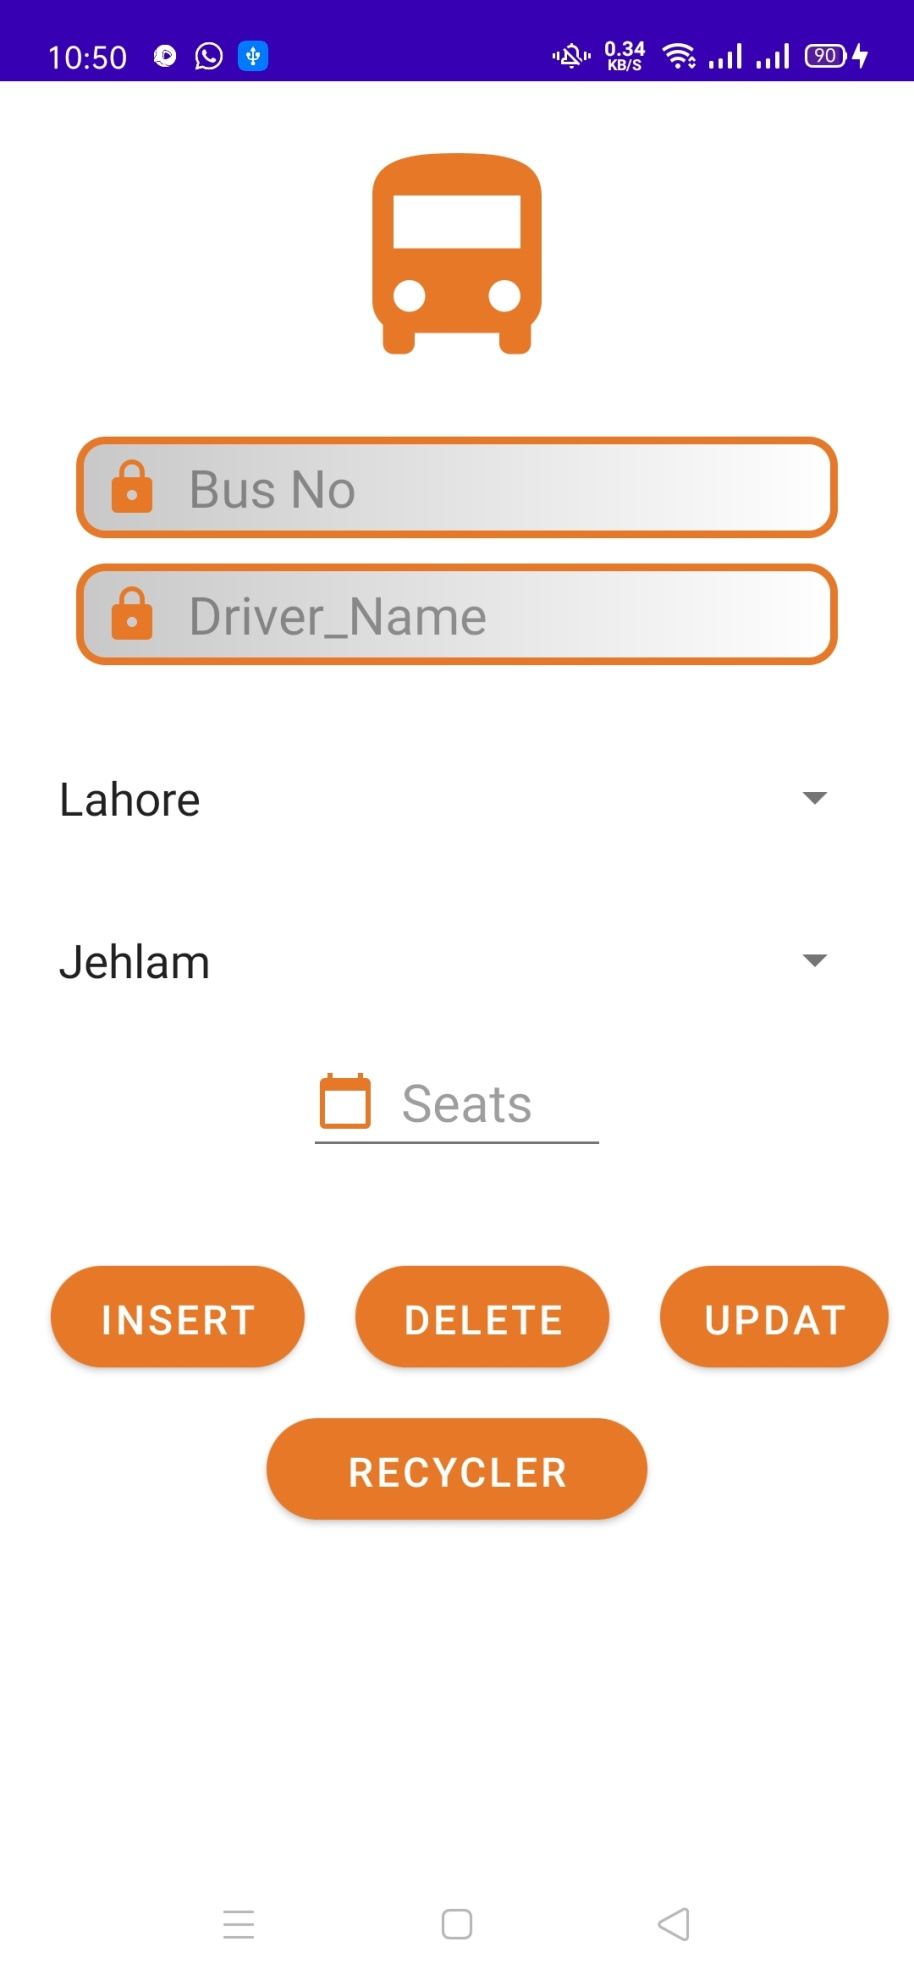 10:50 0.34 KB/S 90
Bus No
Driver_Name
Lahore
Jehlam
Seats
INSERT DELETE UPDAT
RECYCLER